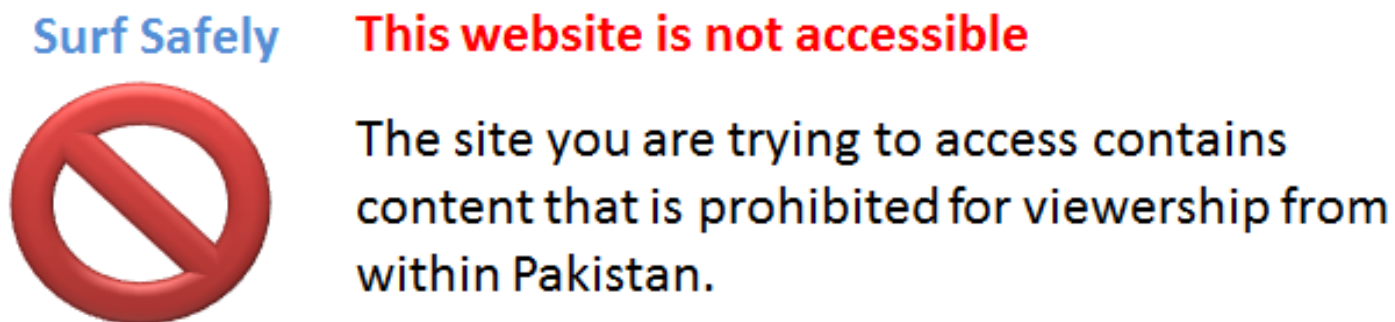 Surf Safely
This website is not accessible
The site you are trying to access contains
content that is prohibited for viewership from
within Pakistan.